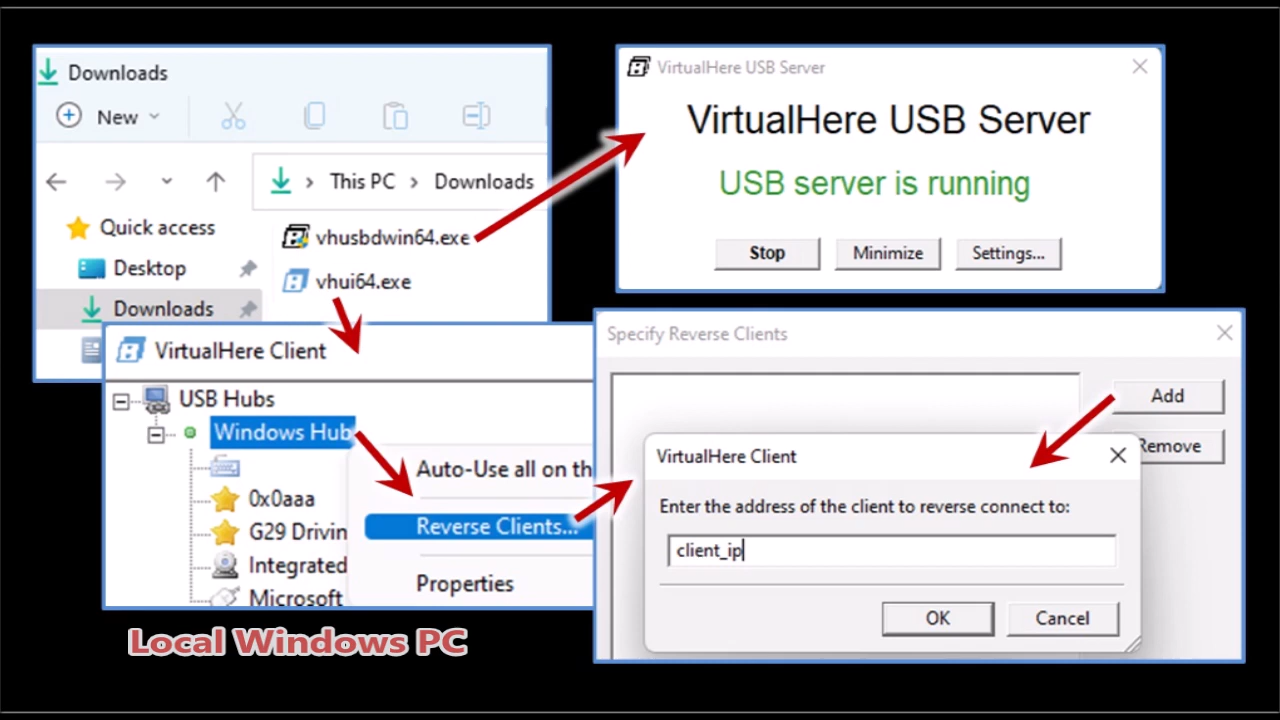 Downloads
New
This PC > Downloads
Quick access
Desktop
Downloads
vhusbdwin64.exe
vhui64.exe
VirtualHere USB Server
VirtualHere USB Server
USB server is running
Stop
Minimize
Settings...
VirtualHere Client
USB Hubs
Windows Hub
0x0aaa
G29 Drivin
Integrated
Microsoft
Auto-Use all on th
Reverse Clients...
Properties
Specify Reverse Clients
Add
Remove
VirtualHere Client
Enter the address of the client to reverse connect to:
client_ip
OK
Cancel
Local Windows PC